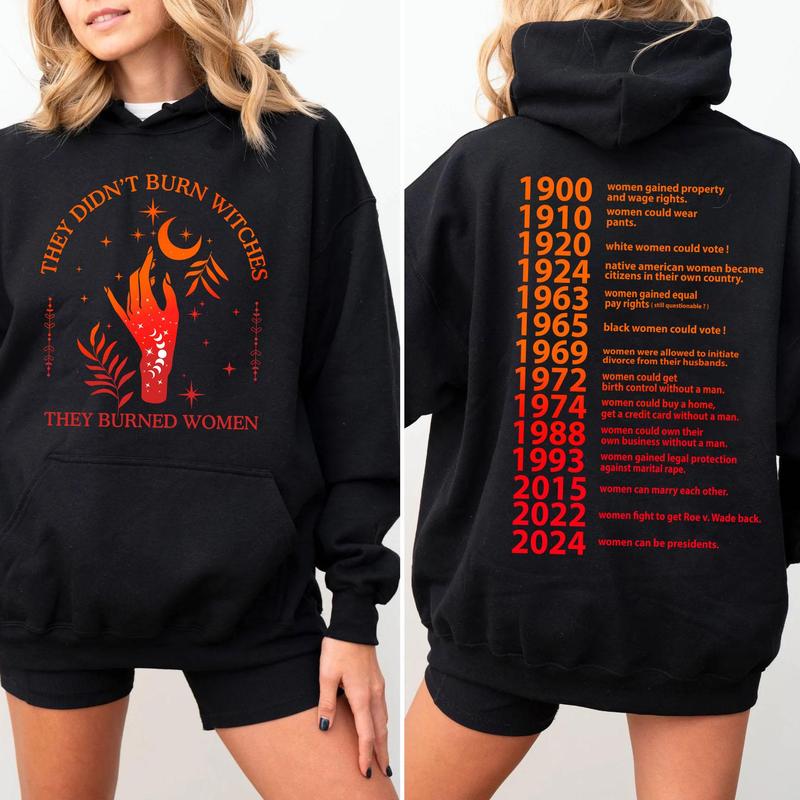 THEY DIDN'T BURN WITCHES
THEY BURNED WOMEN
1900 women gained property
and wage rights.
1910 women could wear
pants.
1920 white women could vote !
1924 native american women became
citizens in their own country.
1963 women gained equal
pay rights ( still questionable ? )
1965 black women could vote !
1969 women were allowed to initiate
divorce from their husbands.
1972 women could get
birth control without a man.
1974 women could buy a home,
get a credit card without a man.
1988 women could own their
own business without a man.
1993 women gained legal protection
against marital rape.
2015 women can marry each other.
2022 women fight to get Roe v. Wade back.
2024 women can be presidents.